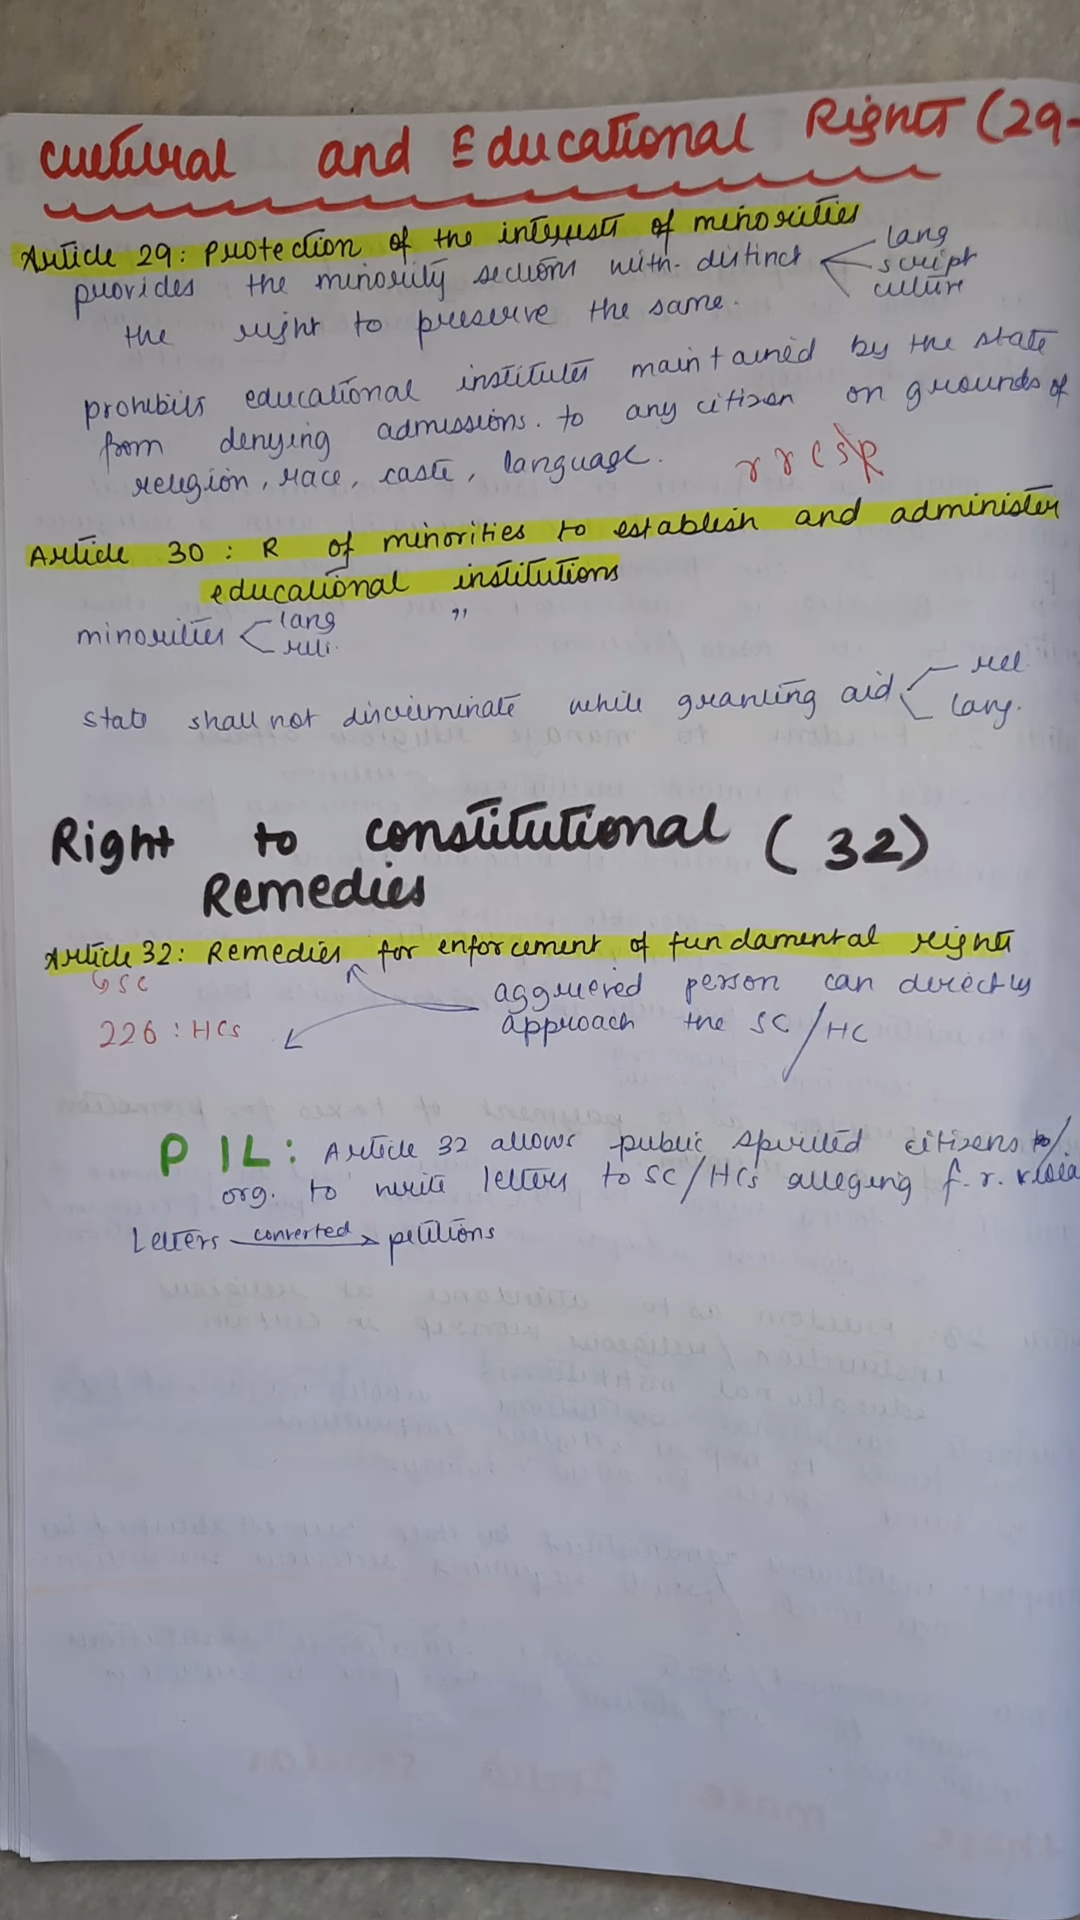 Cultural and Educational Rights (29-
Article 29: Protection of the interests of minorities
provides the minority sections with distinct
lang
script
culture
the right to preserve the same.
prohibits educational institutes maintained by the state
from denying admissions. to any citizen on grounds of
religion, race, caste, language.
r r c s p
Article 30: R of minorities to establish and administer
educational institutions
"
minorities
lang
reli.
state shall not discriminate while granting aid
rel
lang.
Right to constitutional (32)
Remedies
Article 32: Remedies for enforcement of fundamental rights
SC
aggrieved person can directly
approach the SC/HC
226: HCs
PIL: Article 32 allows public spirited citizens
org. to write letters to SC/HCs alleging f.r.
Letters converted petitions